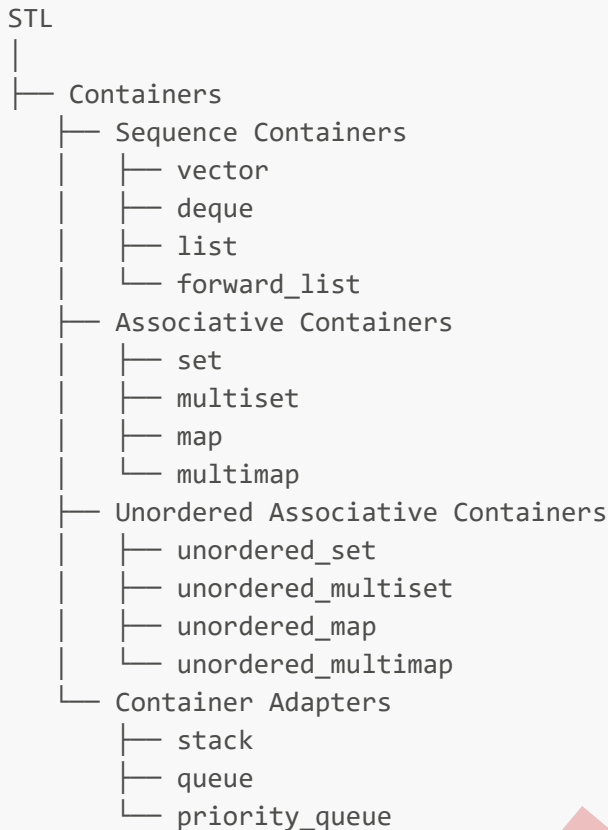 STL
│
├── Containers
    ├── Sequence Containers
    │   ├── vector
    │   ├── deque
    │   ├── list
    │   └── forward_list
    ├── Associative Containers
    │   ├── set
    │   ├── multiset
    │   ├── map
    │   └── multimap
    ├── Unordered Associative Containers
    │   ├── unordered_set
    │   ├── unordered_multiset
    │   ├── unordered_map
    │   └── unordered_multimap
    └── Container Adapters
        ├── stack
        ├── queue
        └── priority_queue